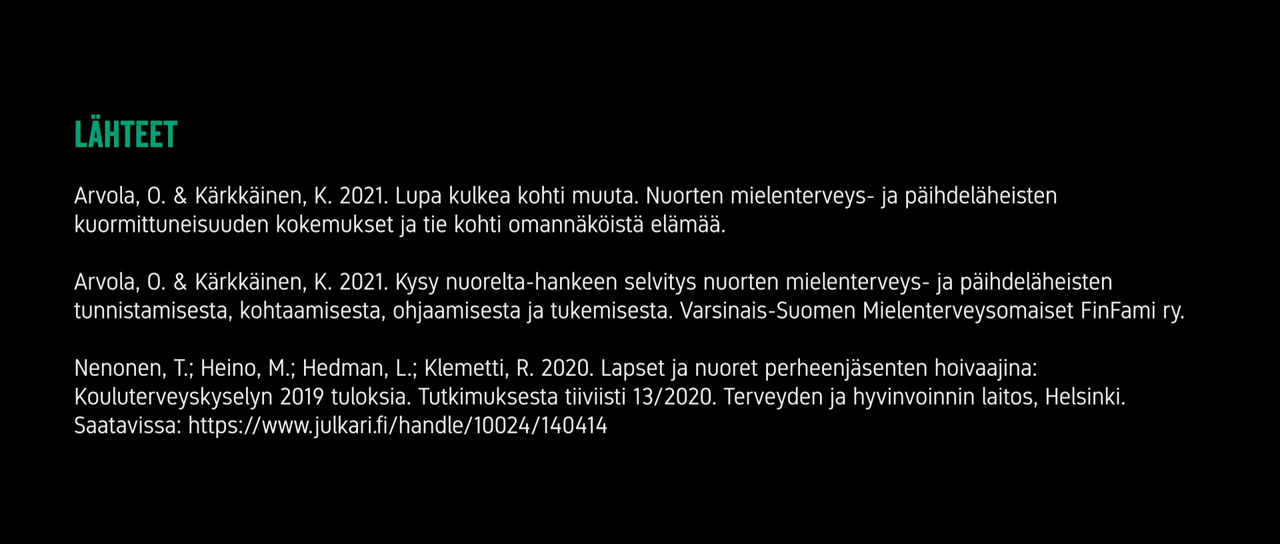 LÄHTEET
Arvola, O. & Kärkkäinen, K. 2021. Lupa kulkea kohti muuta. Nuorten mielenterveys- ja päihdeläheisten
kuormittuneisuuden kokemukset ja tie kohti omannäköistä elämää.
Arvola, O. & Kärkkäinen, K. 2021. Kysy nuorelta-hankeen selvitys nuorten mielenterveys- ja päihdeläheisten
tunnistamisesta, kohtaamisesta, ohjaamisesta ja tukemisesta. Varsinais-Suomen Mielenterveysomaiset FinFami ry.
Nenonen, T.; Heino, M.; Hedman, L.; Klemetti, R. 2020. Lapset ja nuoret perheenjäsenten hoivaajina:
Kouluterveyskyselyn 2019 tuloksia. Tutkimuksesta tiiviisti 13/2020. Terveyden ja hyvinvoinnin laitos, Helsinki.
Saatavissa: https://www.julkari.fi/handle/10024/140414